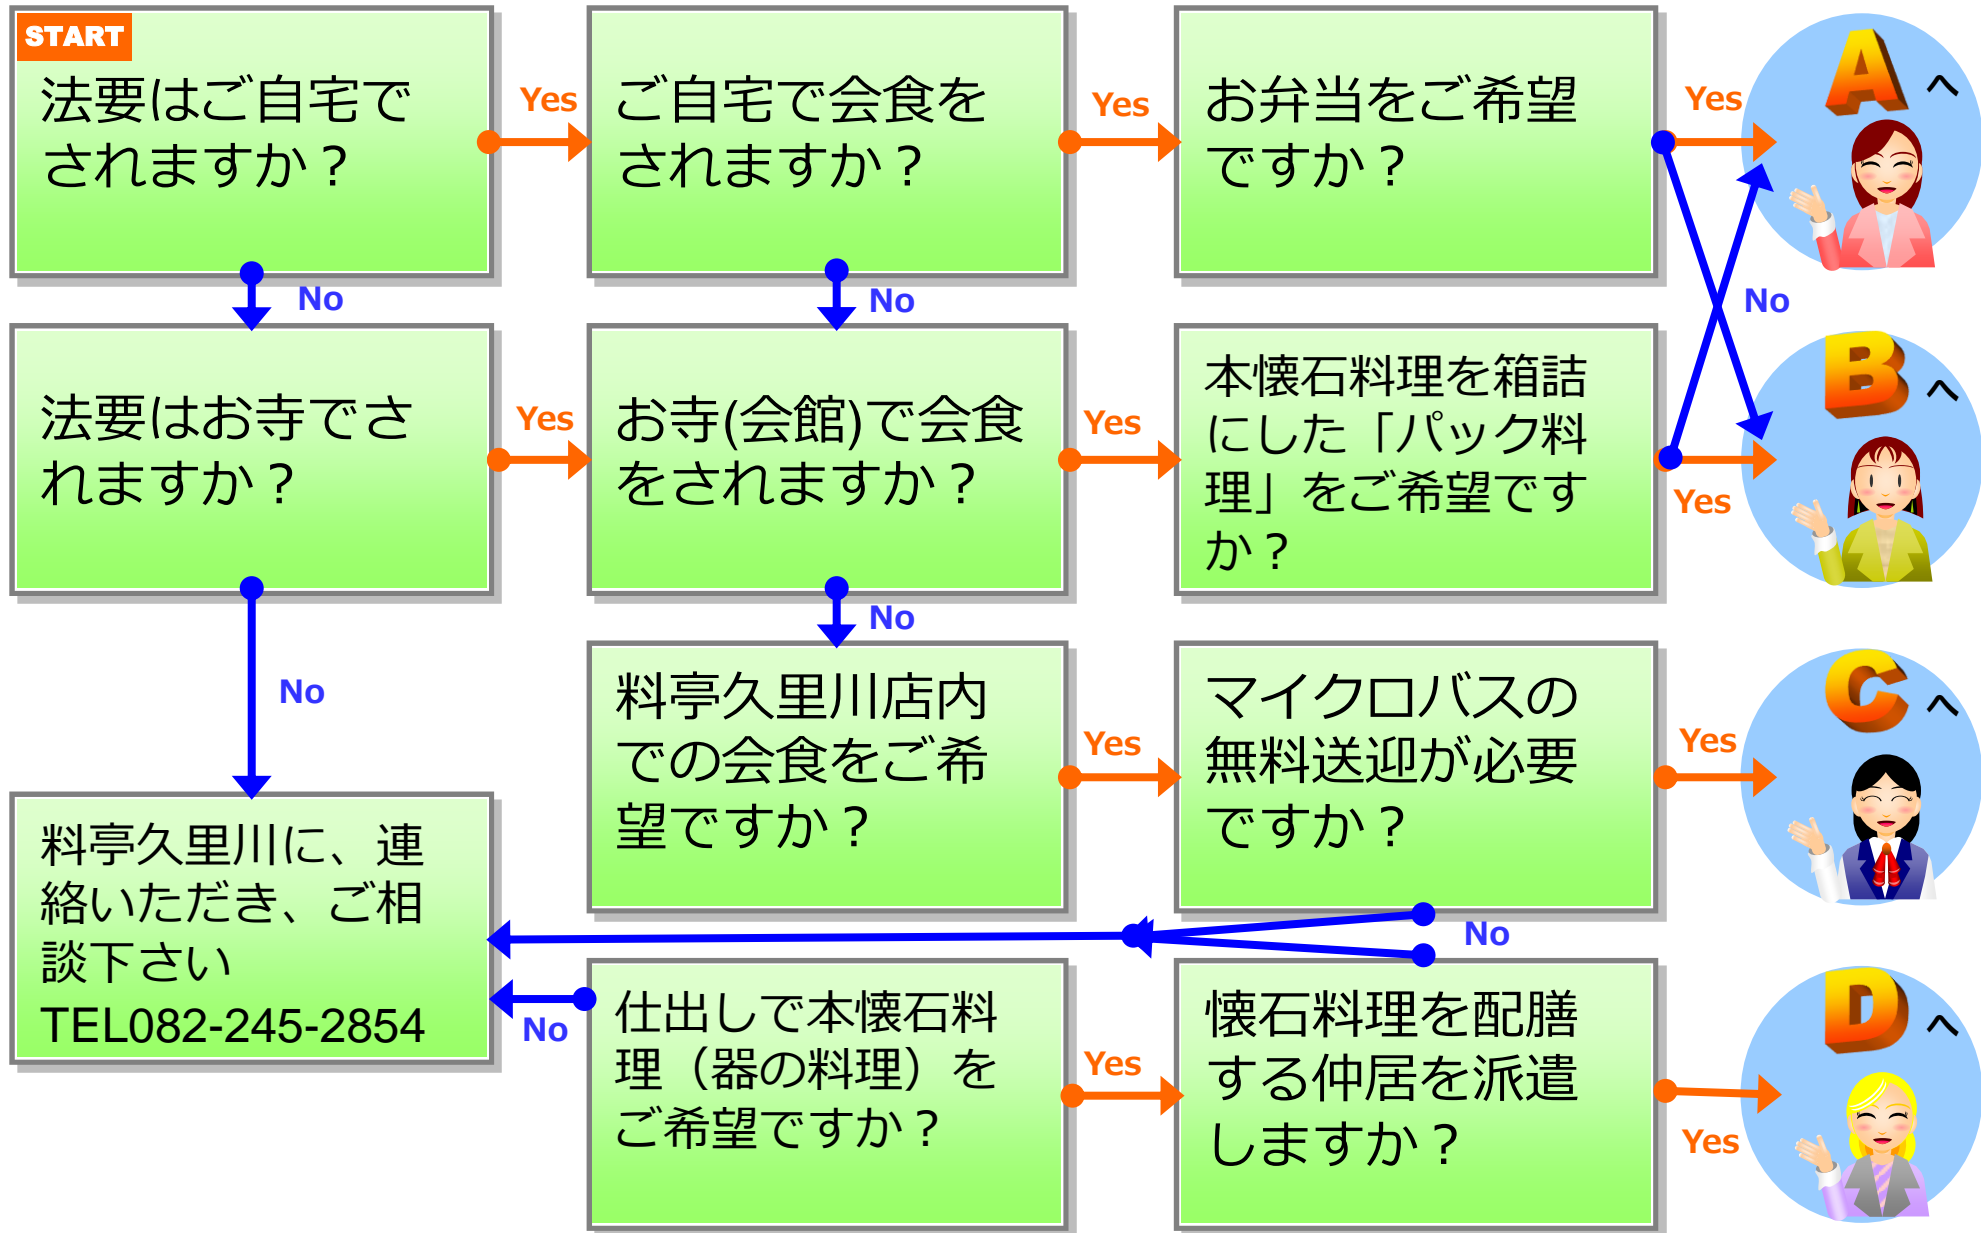 START
法要はご自宅で
されますか？
Yes
ご自宅で会食を
されますか？
Yes
お弁当をご希望
ですか？
Yes
A へ
No
No
No
法要はお寺でさ
れますか？
Yes
お寺(会館)で会食
をされますか？
Yes
本懐石料理を箱詰
にした「パック料
理」をご希望です
か？
Yes
B へ
No
No
料亭久里川店内
での会食をご希
望ですか？
Yes
マイクロバスの
無料送迎が必要
ですか？
Yes
C へ
No
料亭久里川に、連
絡いただき、ご相
談下さい
TEL082-245-2854
No
仕出しで本懐石料
理（器の料理）を
ご希望ですか？
Yes
懐石料理を配膳
する仲居を派遣
しますか？
Yes
D へ